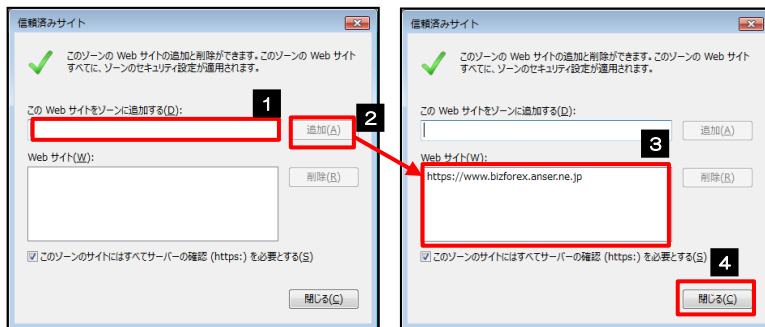 信頼済みサイト
このゾーンの Web サイトの追加と削除ができます。このゾーンの Web サイト
すべてに、ゾーンのセキュリティ設定が適用されます。
この Web サイトをゾーンに追加する(D):
1
追加(A)
2
Web サイト(W):
削除(R)
このゾーンのサイトにはすべてサーバーの確認 (https:) を必要とする(S)
閉じる(C)
信頼済みサイト
このゾーンの Web サイトの追加と削除ができます。このゾーンの Web サイト
すべてに、ゾーンのセキュリティ設定が適用されます。
この Web サイトをゾーンに追加する(D):
追加(A)
3
Web サイト(W):
https://www.bizforex.anser.ne.jp
削除(R)
このゾーンのサイトにはすべてサーバーの確認 (https:) を必要とする(S)
4
閉じる(C)